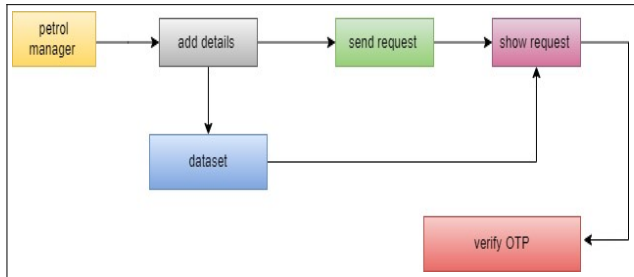 petrol
manager
add details
send request
show request
dataset
verify OTP